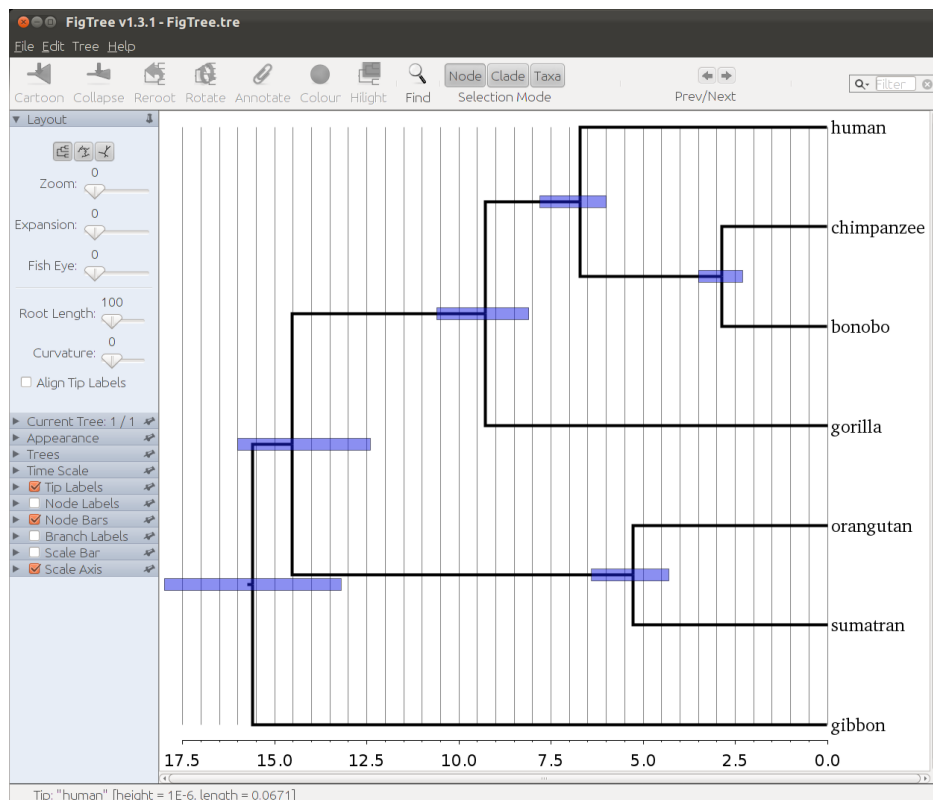 FigTree v1.3.1 - FigTree.tre
File Edit Tree Help
Cartoon Collapse Reroot Rotate Annotate Colour Hilight Find
Node Clade Taxa
Selection Mode
Prev/Next
Filter
Layout
0
Zoom:
0
Expansion:
0
Fish Eye:
100
Root Length:
0
Curvature:
Align Tip Labels
Current Tree: 1 / 1
Appearance
Trees
Time Scale
Tip Labels
Node Labels
Node Bars
Branch Labels
Scale Bar
Scale Axis
human
chimpanzee
bonobo
gorilla
orangutan
sumatran
gibbon
17.5 15.0 12.5 10.0 7.5 5.0 2.5 0.0
Tip: "human" [height = 1E-6, length = 0.0671]